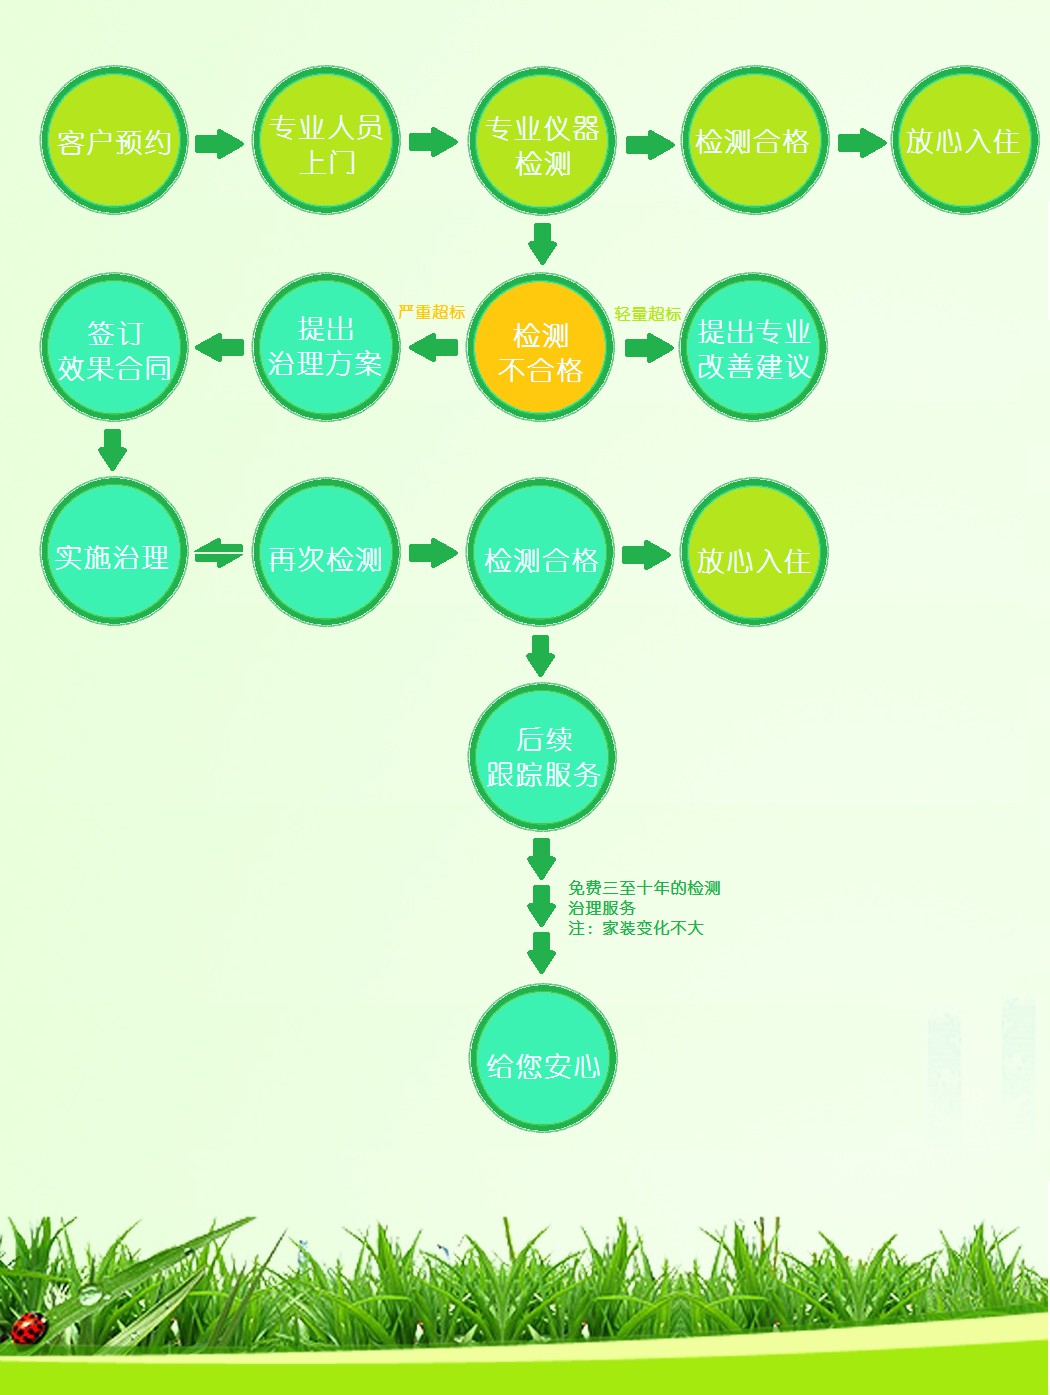 客户预约
专业人员
上门
专业仪器
检测
检测合格
放心入住
签订
效果合同
提出
治理方案
严重超标
检测
不合格
轻量超标
提出专业
改善建议
实施治理
再次检测
检测合格
放心入住
后续
跟踪服务
免费三至十年的检测
治理服务
注：家装变化不大
给您安心